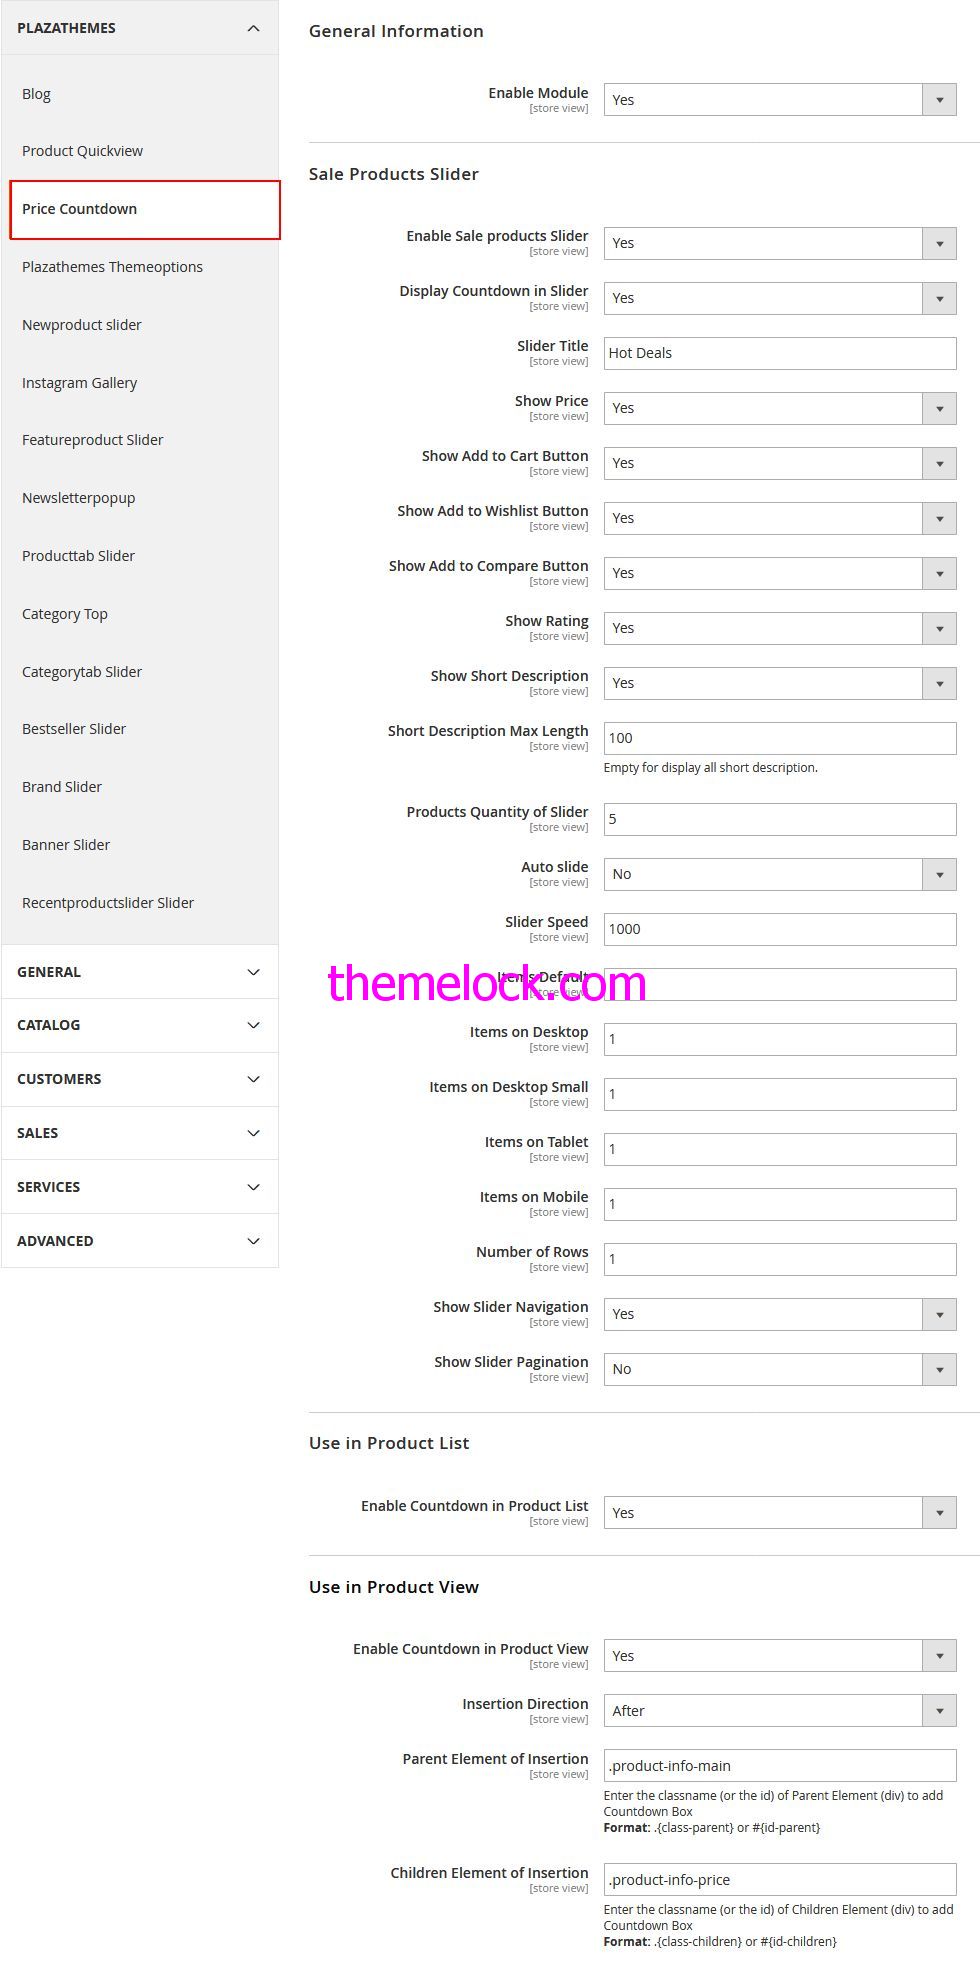 PLAZATHEMES
Blog
Product Quickview
Price Countdown
Plazathemes Themeoptions
Newproduct slider
Instagram Gallery
Featureproduct Slider
Newsletterpopup
Producttab Slider
Category Top
Categorytab Slider
Bestseller Slider
Brand Slider
Banner Slider
Recentproductslider Slider
GENERAL
CATALOG
CUSTOMERS
SALES
SERVICES
ADVANCED
General Information
Enable Module Yes
[store view]
Sale Products Slider
Enable Sale products Slider Yes
[store view]
Display Countdown in Slider Yes
[store view]
Slider Title Hot Deals
[store view]
Show Price Yes
[store view]
Show Add to Cart Button Yes
[store view]
Show Add to Wishlist Button Yes
[store view]
Show Add to Compare Button Yes
[store view]
Show Rating Yes
[store view]
Show Short Description Yes
[store view]
Short Description Max Length 100
[store view]
Empty for display all short description.
Products Quantity of Slider 5
[store view]
Auto slide No
[store view]
Slider Speed 1000
[store view]
Items Default
[store view]
themelock.com
Items on Desktop 1
[store view]
Items on Desktop Small 1
[store view]
Items on Tablet 1
[store view]
Items on Mobile 1
[store view]
Number of Rows 1
[store view]
Show Slider Navigation Yes
[store view]
Show Slider Pagination No
[store view]
Use in Product List
Enable Countdown in Product List Yes
[store view]
Use in Product View
Enable Countdown in Product View Yes
[store view]
Insertion Direction After
[store view]
Parent Element of Insertion .product-info-main
[store view]
Enter the classname (or the id) of Parent Element (div) to add
Countdown Box
Format: .{class-parent} or #{id-parent}
Children Element of Insertion .product-info-price
[store view]
Enter the classname (or the id) of Children Element (div) to add
Countdown Box
Format: .{class-children} or #{id-children}